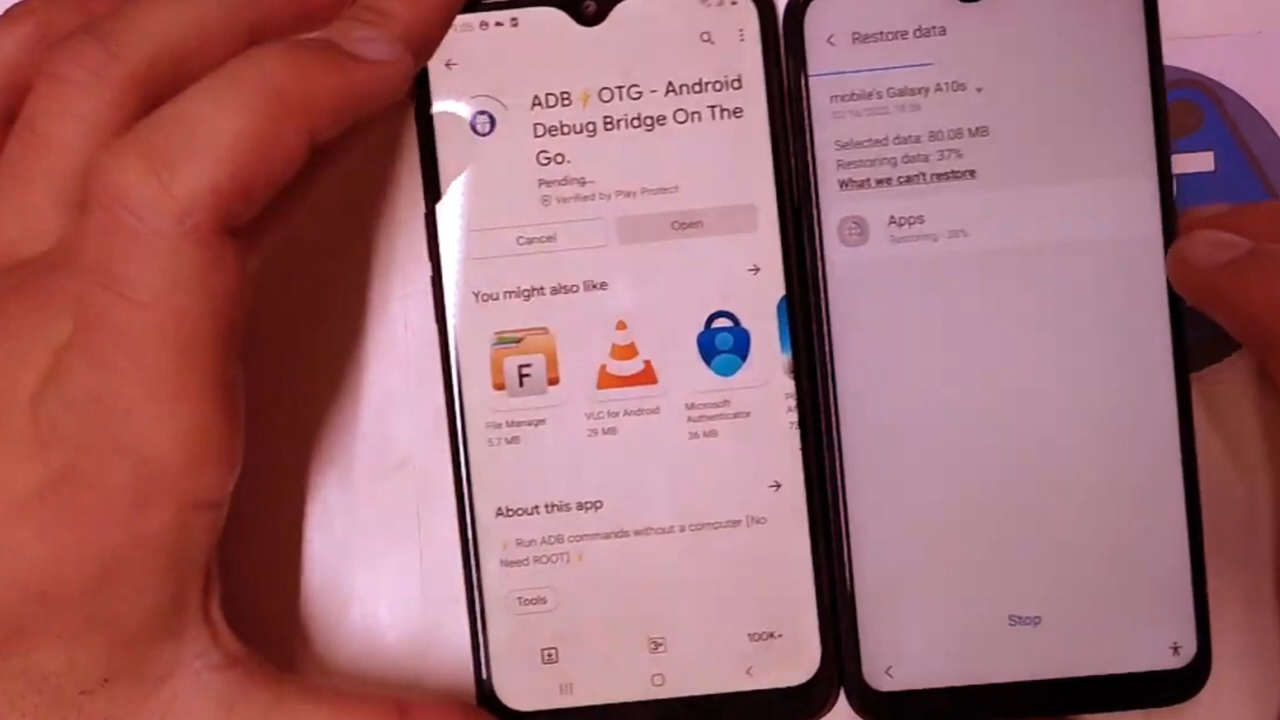 ADB⚡OTG - Android
Debug Bridge On The
Go.
Pending...
Verified by Play Protect
Cancel
Open
You might also like
F
File Manager
5.7 MB
VLC for Android
29 MB
Microsoft
Authenticator
36 MB
About this app
⚡ Run ADB commands without a computer [No
Need ROOT] ⚡
Tools
3+
100K+
Restore data
mobile's Galaxy A10s
Selected data: 80.08 MB
Restoring data: 37%
What we can't restore
Apps
Stop